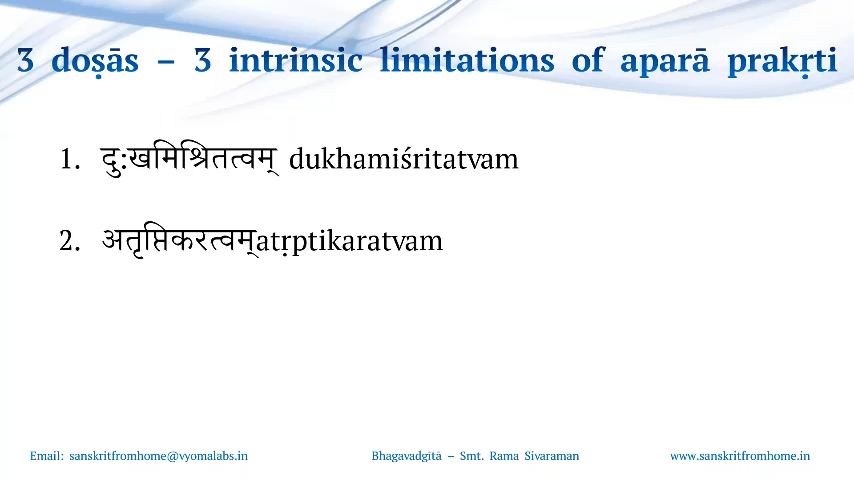 3 doṣās – 3 intrinsic limitations of aparā prakṛti
1. दुःखमिश्रितत्वम् dukhamiśritatvam
2. अतृप्तिकरत्वम्atṛptikaratvam
Email: sanskritfromhome@vyomalabs.in Bhagavadgītā – Smt. Rama Sivaraman www.sanskritfromhome.in